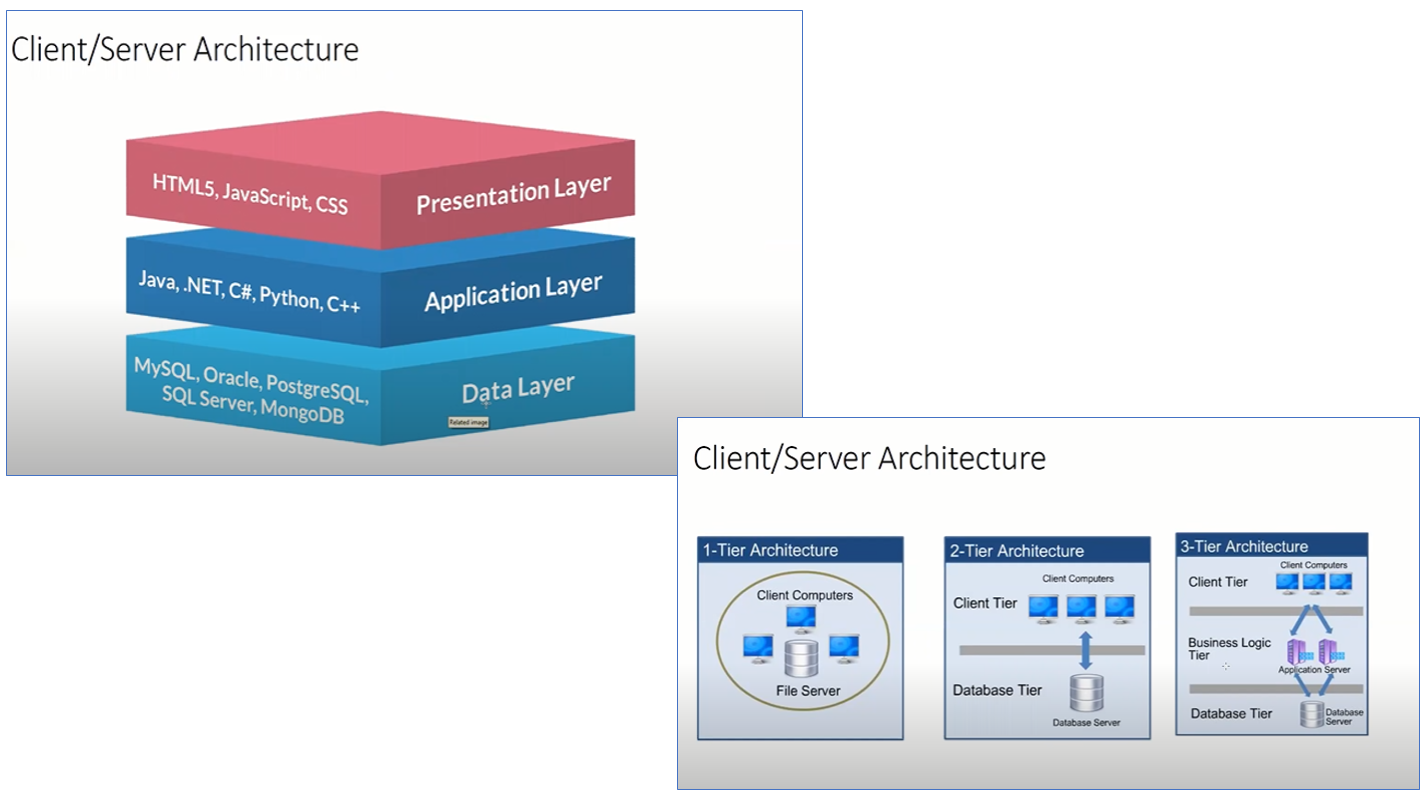 Client/Server Architecture
HTML5, JavaScript, CSS
Presentation Layer
Java, .NET, C#, Python, C++
Application Layer
MySQL, Oracle, PostgreSQL,
SQL Server, MongoDB
Data Layer
Related image
Client/Server Architecture
1-Tier Architecture
Client Computers
File Server
2-Tier Architecture
Client Computers
Client Tier
Database Tier
Database Server
3-Tier Architecture
Client Computers
Client Tier
Business Logic
Tier
Application Server
Database Tier
Database
Server